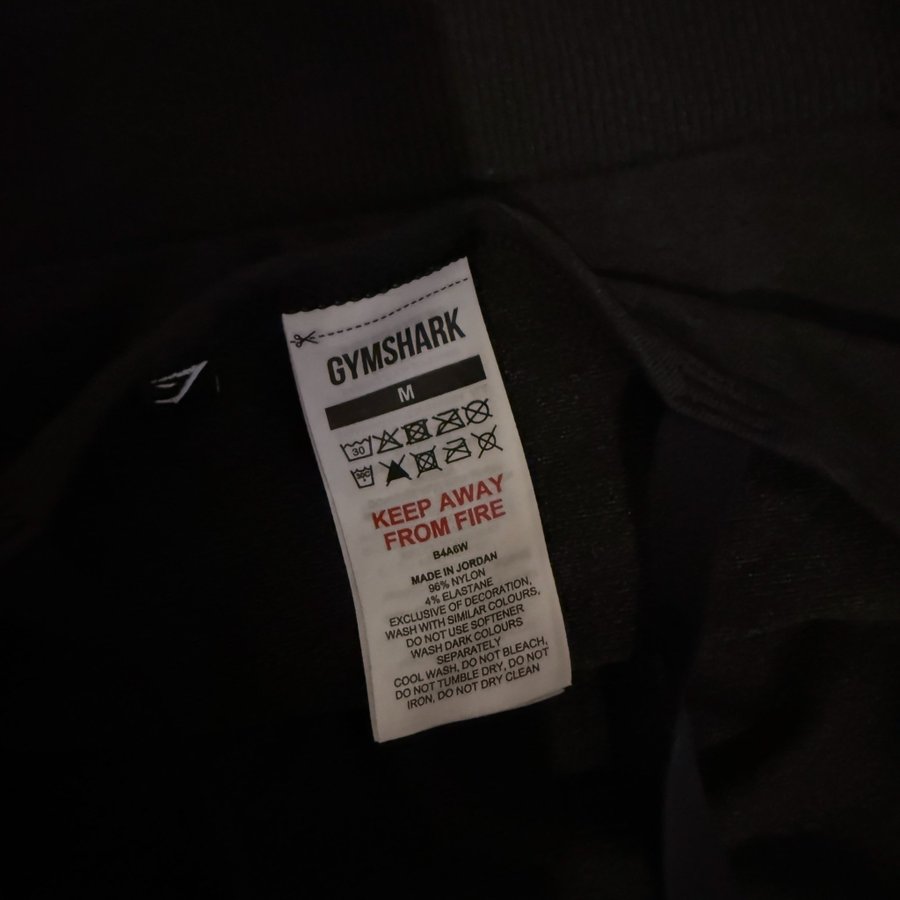 GYMSHARK
M
30
KEEP AWAY
FROM FIRE
B4A6W
MADE IN JORDAN
96% NYLON
4% ELASTANE
EXCLUSIVE OF DECORATION,
WASH WITH SIMILAR COLOURS,
DO NOT USE SOFTENER
WASH DARK COLOURS
SEPARATELY
COOL WASH, DO NOT BLEACH,
DO NOT TUMBLE DRY, DO NOT
IRON, DO NOT DRY CLEAN